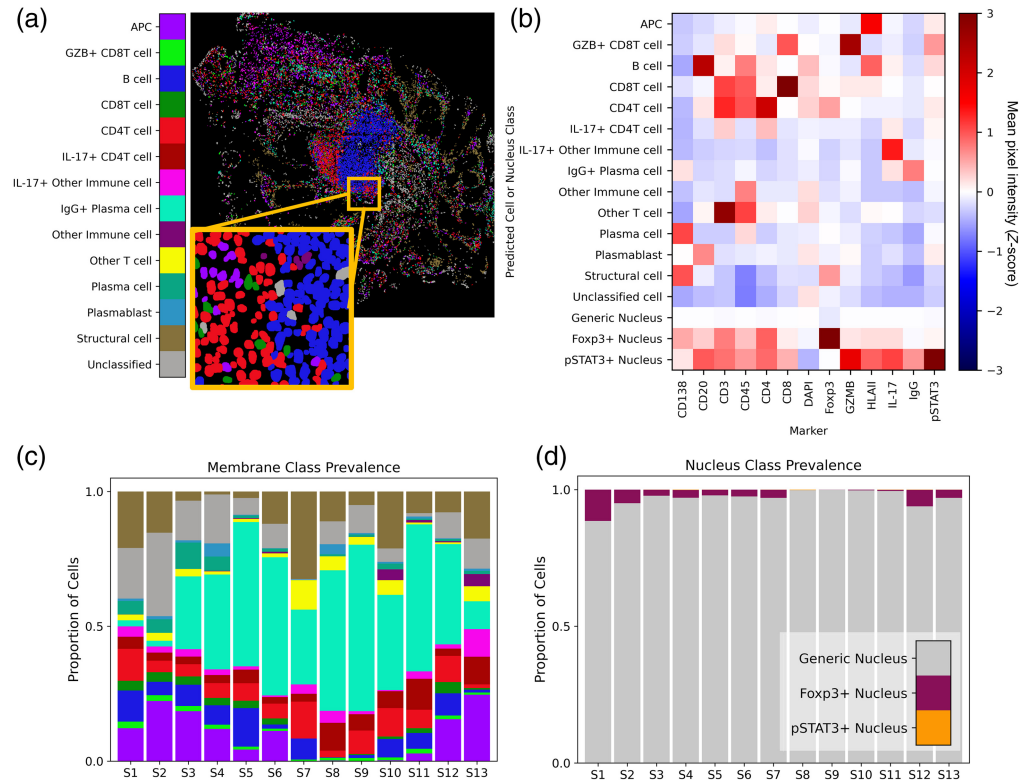 (a)
APC
GZB+ CD8T cell
B cell
CD8T cell
CD4T cell
IL-17+ CD4T cell
IL-17+ Other Immune cell
IgG+ Plasma cell
Other Immune cell
Other T cell
Plasma cell
Plasmablast
Structural cell
Unclassified
(b)
Predicted Cell or Nucleus Class
APC
GZB+ CD8T cell
B cell
CD8T cell
CD4T cell
IL-17+ CD4T cell
IL-17+ Other Immune cell
IgG+ Plasma cell
Other Immune cell
Other T cell
Plasma cell
Plasmablast
Structural cell
Unclassified cell
Generic Nucleus
Foxp3+ Nucleus
pSTAT3+ Nucleus
CD138 CD20 CD3 CD45 CD4 CD8 DAPI Foxp3 GZMB HLAII IL-17 IgG pSTAT3
Marker
3
2
1
0
−1
−2
−3
Mean pixel intensity (Z-score)
(c)
Membrane Class Prevalence
Proportion of Cells
1.0
0.5
0.0
S1 S2 S3 S4 S5 S6 S7 S8 S9 S10 S11 S12 S13
(d)
Nucleus Class Prevalence
Proportion of Cells
1.0
0.5
0.0
Generic Nucleus
Foxp3+ Nucleus
pSTAT3+ Nucleus
S1 S2 S3 S4 S5 S6 S7 S8 S9 S10 S11 S12 S13